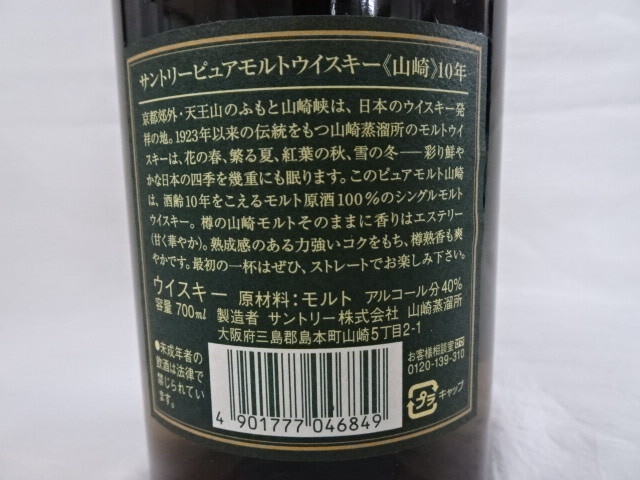 サントリーピュアモルトウイスキー《山崎》10年
京都郊外・天王山のふもと山崎峡は、日本のウイスキー発
祥の地。1923年以来の伝統をもつ山崎蒸溜所のモルトウイ
スキーは、花の春、繁る夏、紅葉の秋、雪の冬──彩り鮮や
かな日本の四季を幾重にも眠ります。このピュアモルト山崎
は、酒齢10年をこえるモルト原酒100%のシングルモルト
ウイスキー。樽の山崎モルトそのままに香りはエステリー
(甘く華やか)。熟成感のある力強いコクをもち、樽熟香も爽
やかです。最初の一杯はぜひ、ストレートでお楽しみ下さい。
ウイスキー 原材料:モルト アルコール分40%
容量 700ml 製造者 サントリー株式会社 山崎蒸溜所
大阪府三島郡島本町山崎5丁目2-1
●未成年者の
飲酒は法律で
禁じられてい
ます。
お客様相談室
0120-139-310
プラ キャップ
4 901777 046849